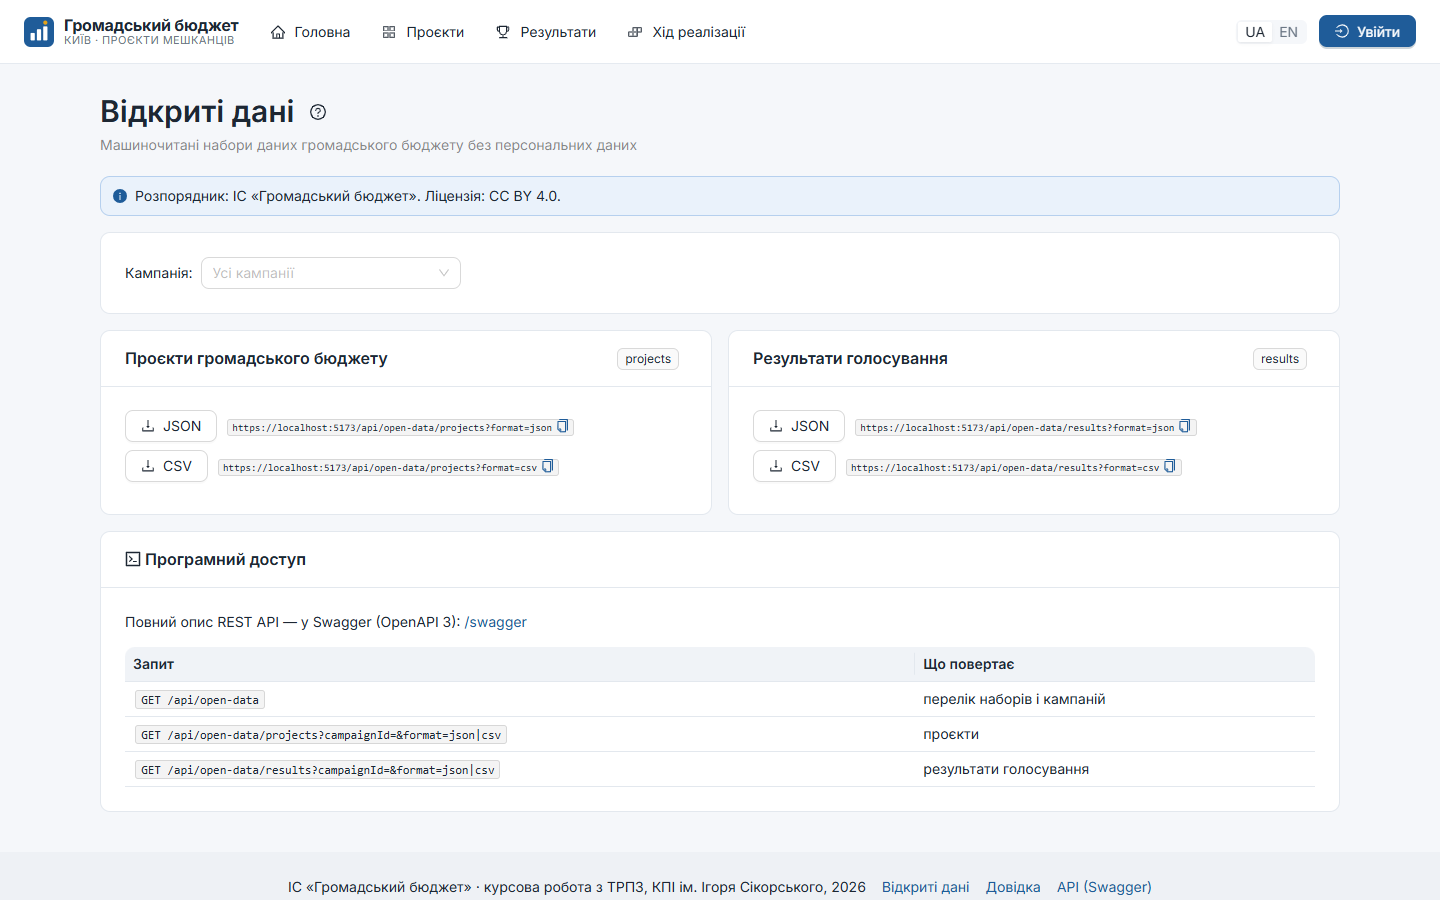 Громадський бюджет
КИЇВ · ПРОЄКТИ МЕШКАНЦІВ
Головна
Проєкти
Результати
Хід реалізації
UA EN
Увійти
Відкриті дані
Машиночитані набори даних громадського бюджету без персональних даних
Розпорядник: ІС «Громадський бюджет». Ліцензія: CC BY 4.0.
Кампанія: Усі кампанії
Проєкти громадського бюджету projects
JSON https://localhost:5173/api/open-data/projects?format=json
CSV https://localhost:5173/api/open-data/projects?format=csv
Результати голосування results
JSON https://localhost:5173/api/open-data/results?format=json
CSV https://localhost:5173/api/open-data/results?format=csv
Програмний доступ
Повний опис REST API — у Swagger (OpenAPI 3): /swagger
Запит Що повертає
GET /api/open-data перелік наборів і кампаній
GET /api/open-data/projects?campaignId=&format=json|csv проєкти
GET /api/open-data/results?campaignId=&format=json|csv результати голосування
ІС «Громадський бюджет» · курсова робота з ТРПЗ, КПІ ім. Ігоря Сікорського, 2026 Відкриті дані Довідка API (Swagger)